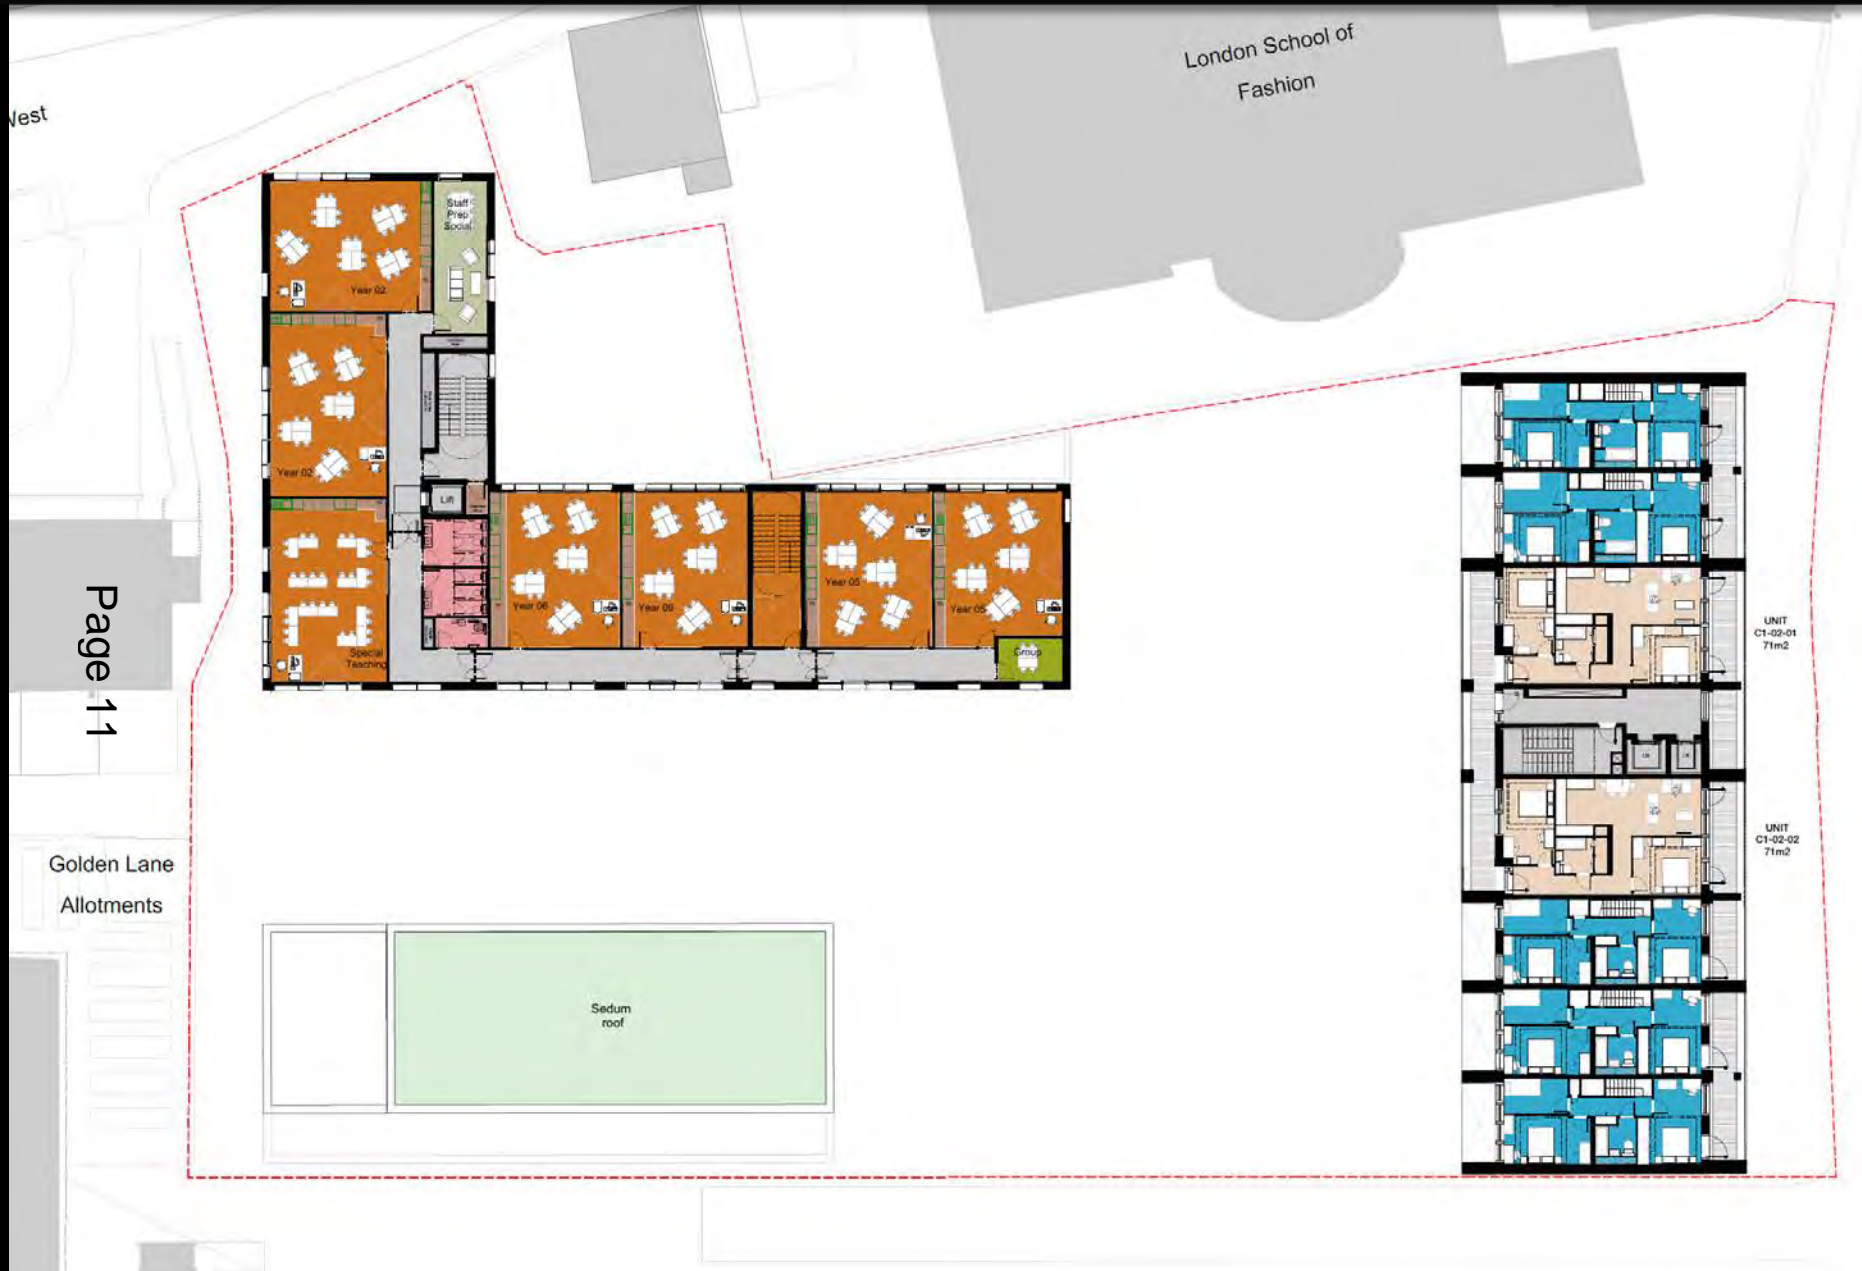 London School of
Fashion
West
Staff
Prep
Social
Year 02
Year 02
Lift
Year 06
Year 06
Year 05
Year 05
Special
Teaching
Group
Page 11
UNIT
C1-02-01
71m2
UNIT
C1-02-02
71m2
Golden Lane
Allotments
Sedum
roof